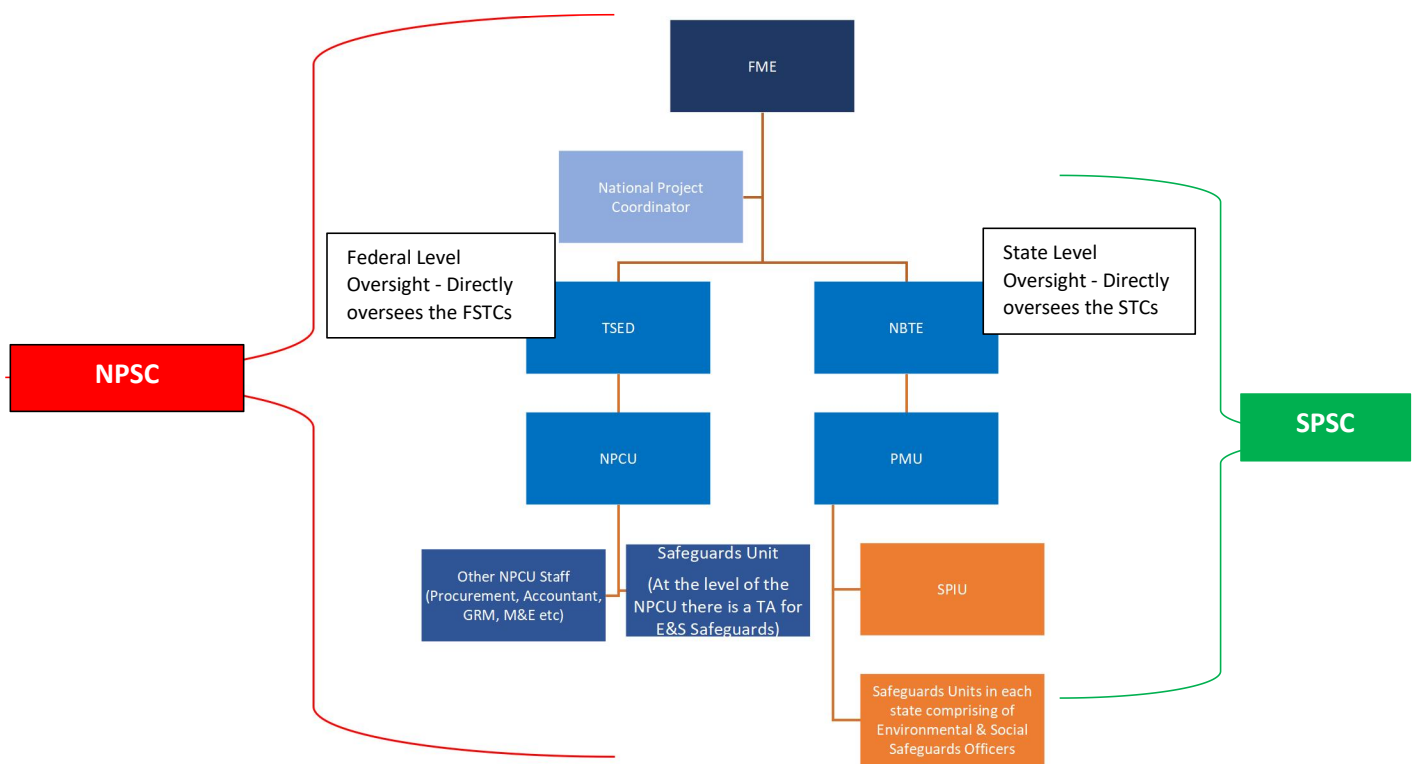 FME
National Project
Coordinator
Federal Level
Oversight - Directly
oversees the FSTCs
State Level
Oversight - Directly
oversees the STCs
TSED
NBTE
NPSC
SPSC
NPCU
PMU
Other NPCU Staff
(Procurement, Accountant,
GRM, M&E etc)
Safeguards Unit
(At the level of the
NPCU there is a TA for
E&S Safeguards)
SPIU
Safeguards Units in each
state comprising of
Environmental & Social
Safeguards Officers